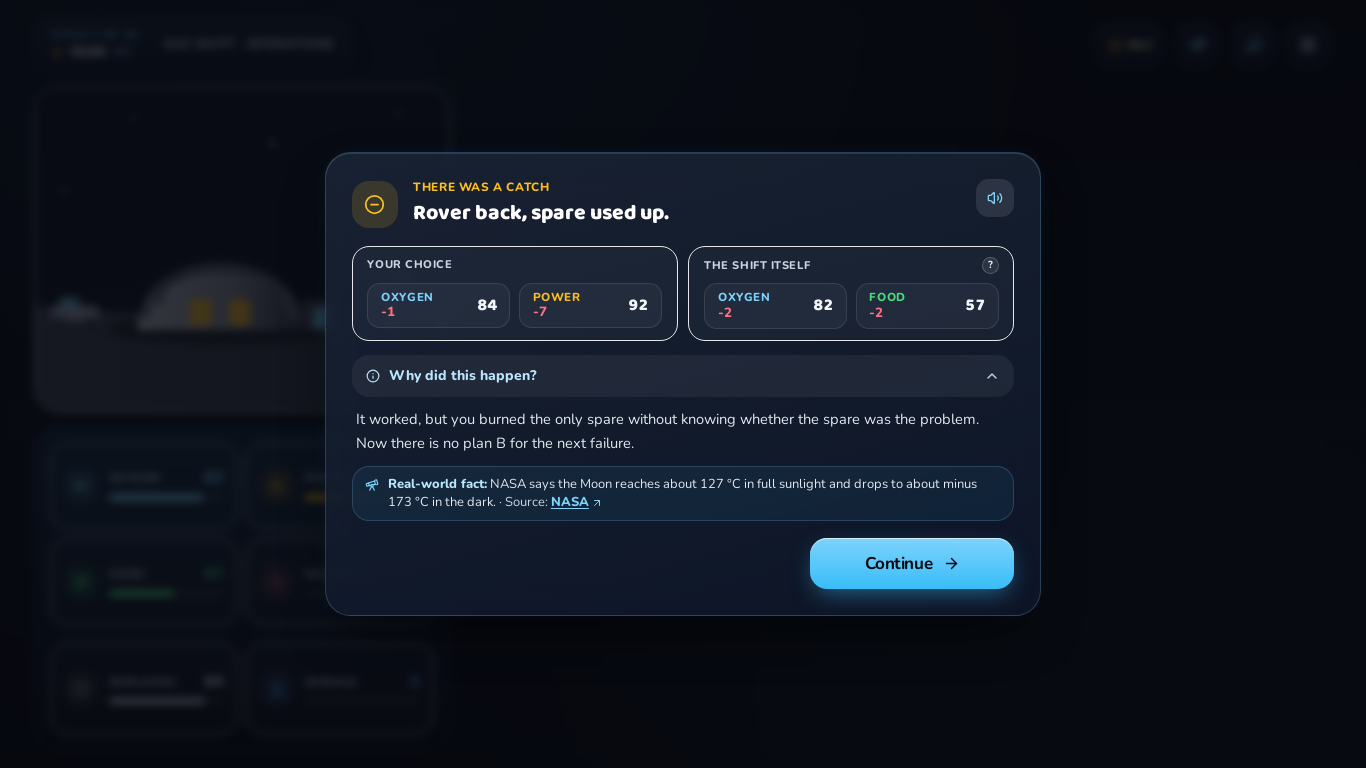 THERE WAS A CATCH
Rover back, spare used up.
YOUR CHOICE
OXYGEN
-1
84
POWER
-7
92
THE SHIFT ITSELF
?
OXYGEN
-2
82
FOOD
-2
57
Why did this happen?
It worked, but you burned the only spare without knowing whether the spare was the problem.
Now there is no plan B for the next failure.
Real-world fact: NASA says the Moon reaches about 127 °C in full sunlight and drops to about minus
173 °C in the dark. · Source: NASA ↗
Continue →